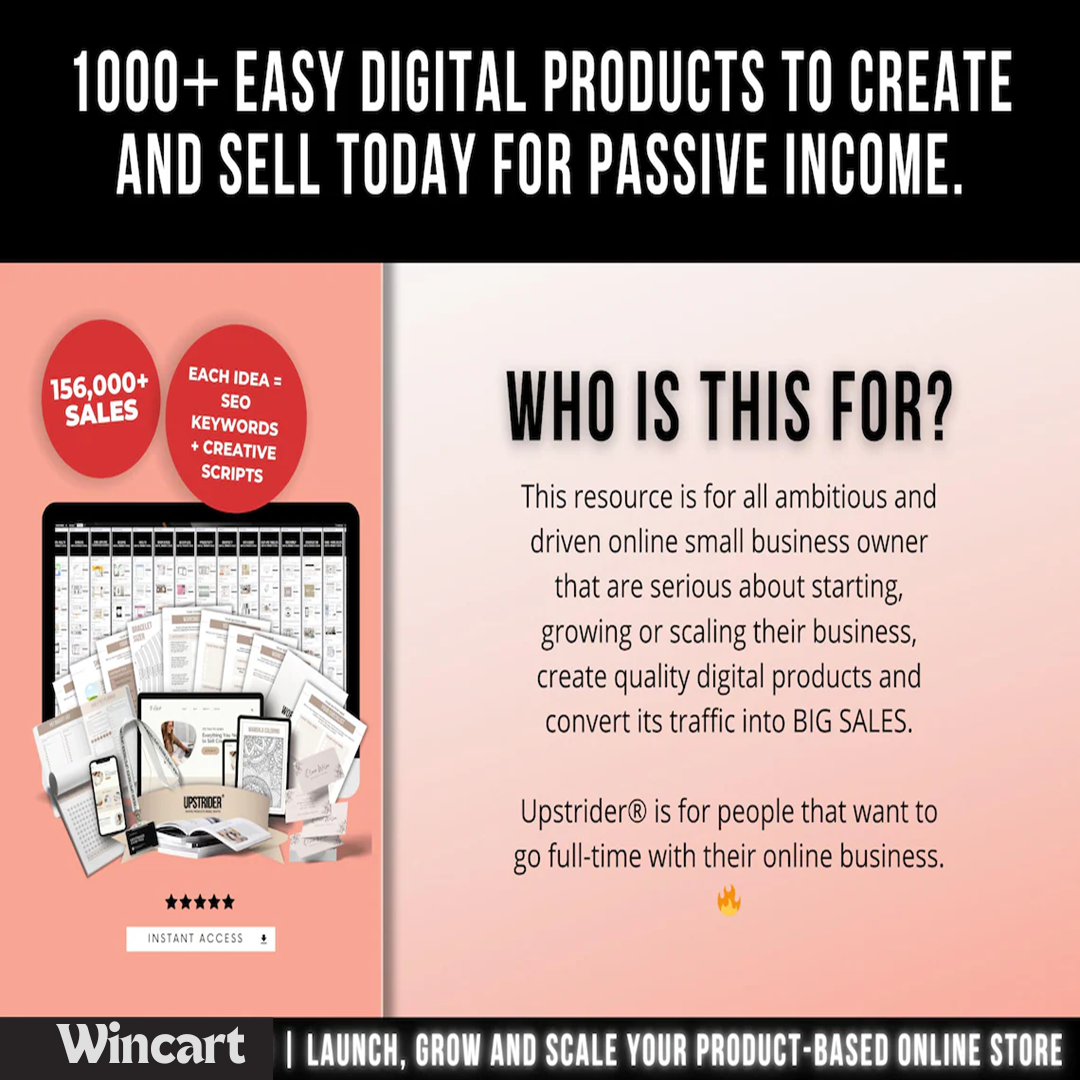 1000+ EASY DIGITAL PRODUCTS TO CREATE
AND SELL TODAY FOR PASSIVE INCOME.
156,000+
SALES
EACH IDEA =
SEO
KEYWORDS
+ CREATIVE
SCRIPTS
WHO IS THIS FOR?
This resource is for all ambitious and
driven online small business owner
that are serious about starting,
growing or scaling their business,
create quality digital products and
convert its traffic into BIG SALES.
Upstrider® is for people that want to
go full-time with their online business.
BRACELET
SIZER
MANDALA COLORING
UPSTRIDER
INSTANT ACCESS
Wincart
| LAUNCH, GROW AND SCALE YOUR PRODUCT-BASED ONLINE STORE